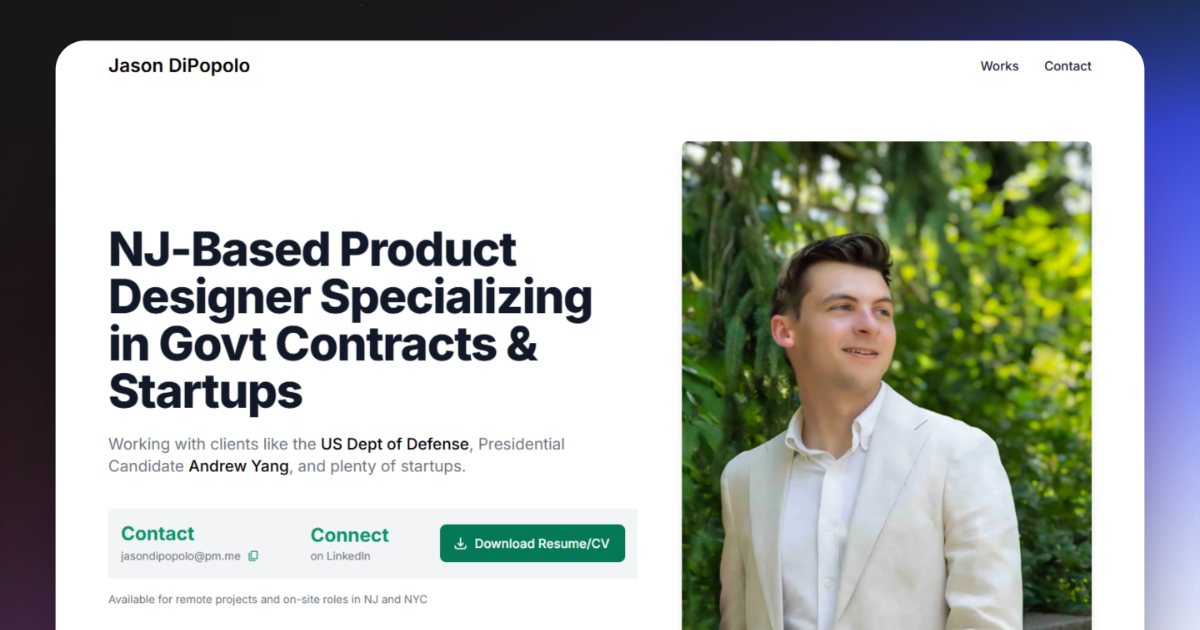 Jason DiPopolo
Works
Contact
NJ-Based Product
Designer Specializing
in Govt Contracts &
Startups
Working with clients like the US Dept of Defense, Presidential
Candidate Andrew Yang, and plenty of startups.
Contact
jasondipopolo@pm.me
Connect
on LinkedIn
Download Resume/CV
Available for remote projects and on-site roles in NJ and NYC